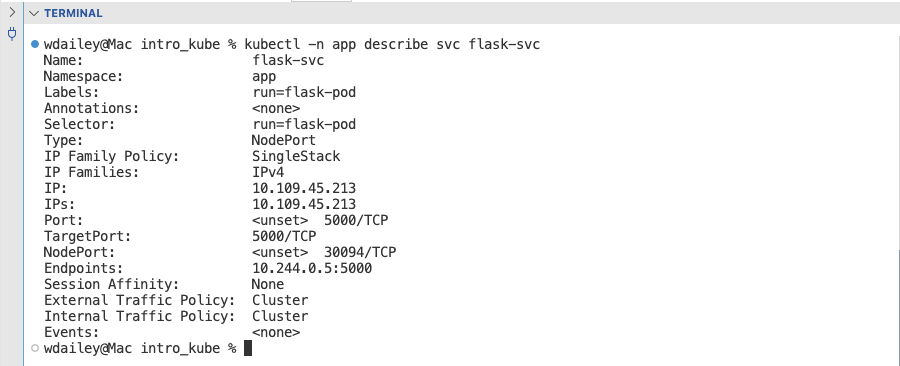 TERMINAL
wdailey@Mac intro_kube % kubectl -n app describe svc flask-svc
Name:                     flask-svc
Namespace:                app
Labels:                   run=flask-pod
Annotations:              <none>
Selector:                 run=flask-pod
Type:                     NodePort
IP Family Policy:         SingleStack
IP Families:              IPv4
IP:                       10.109.45.213
IPs:                      10.109.45.213
Port:                     <unset>  5000/TCP
TargetPort:               5000/TCP
NodePort:                 <unset>  30094/TCP
Endpoints:                10.244.0.5:5000
Session Affinity:         None
External Traffic Policy:  Cluster
Internal Traffic Policy:  Cluster
Events:                   <none>
wdailey@Mac intro_kube %